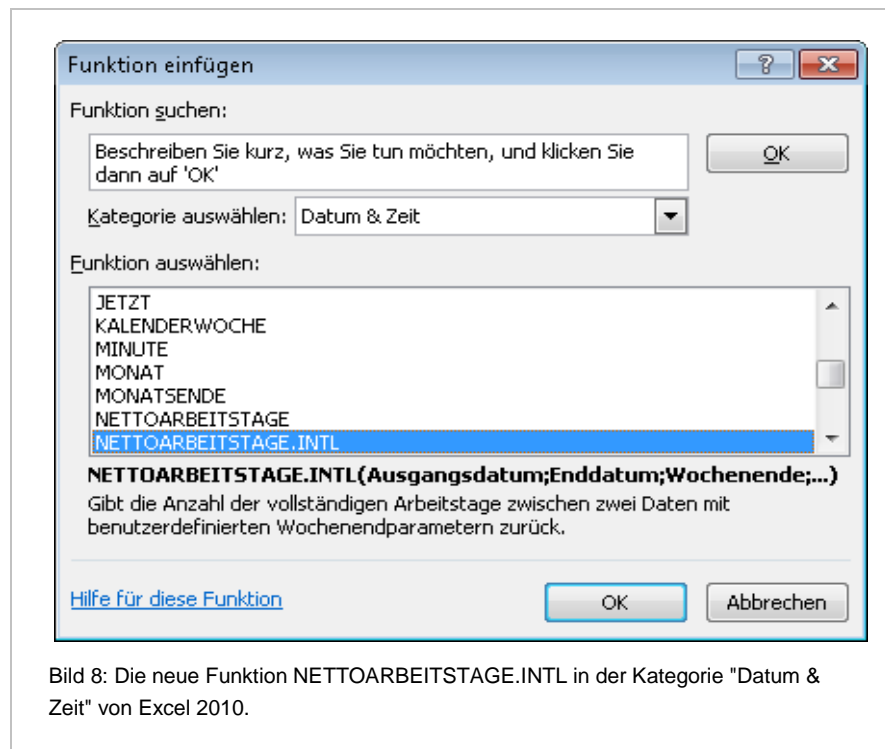 Funktion einfügen
Funktion suchen:
Beschreiben Sie kurz, was Sie tun möchten, und klicken Sie
dann auf 'OK'
OK
Kategorie auswählen: Datum & Zeit
Funktion auswählen:
JETZT
KALENDERWOCHE
MINUTE
MONAT
MONATSENDE
NETTOARBEITSTAGE
NETTOARBEITSTAGE.INTL
NETTOARBEITSTAGE.INTL(Ausgangsdatum;Enddatum;Wochenende;...)
Gibt die Anzahl der vollständigen Arbeitstage zwischen zwei Daten mit
benutzerdefinierten Wochenendparametern zurück.
Hilfe für diese Funktion
OK
Abbrechen
Bild 8: Die neue Funktion NETTOARBEITSTAGE.INTL in der Kategorie "Datum &
Zeit" von Excel 2010.